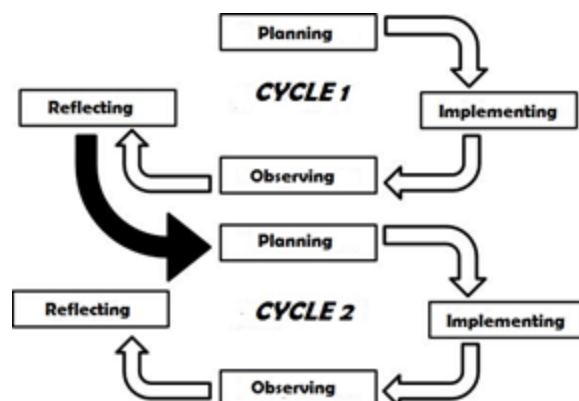 Planning
CYCLE 1
Reflecting
Implementing
Observing
Planning
Reflecting
CYCLE 2
Implementing
Observing